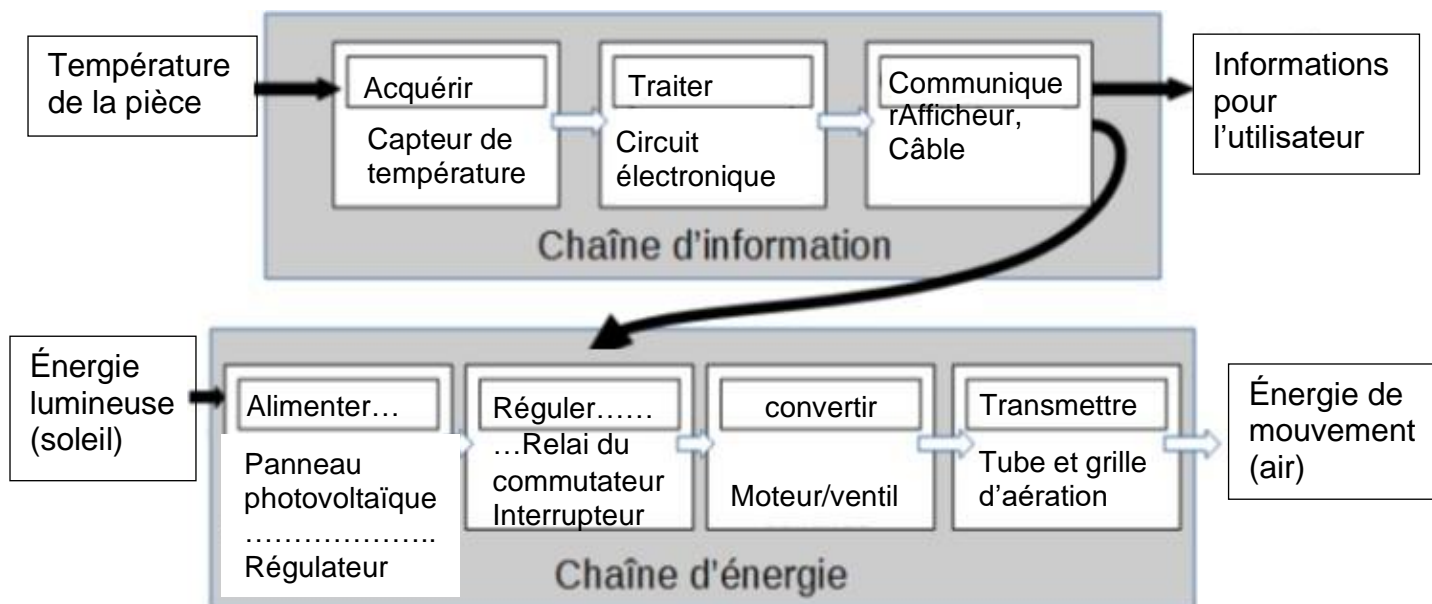 Température
de la pièce
Acquérir
Capteur de
température
Traiter
Circuit
électronique
Communique
rAfficheur,
Câble
Informations
pour
l’utilisateur
Chaîne d’information
Énergie
lumineuse
(soleil)
Alimenter…
Panneau
photovoltaïque
………………..
Régulateur
Réguler……
…Relai du
commutateur
Interrupteur
convertir
Moteur/ventil
Transmettre
Tube et grille
d’aération
Énergie de
mouvement
(air)
Chaîne d’énergie